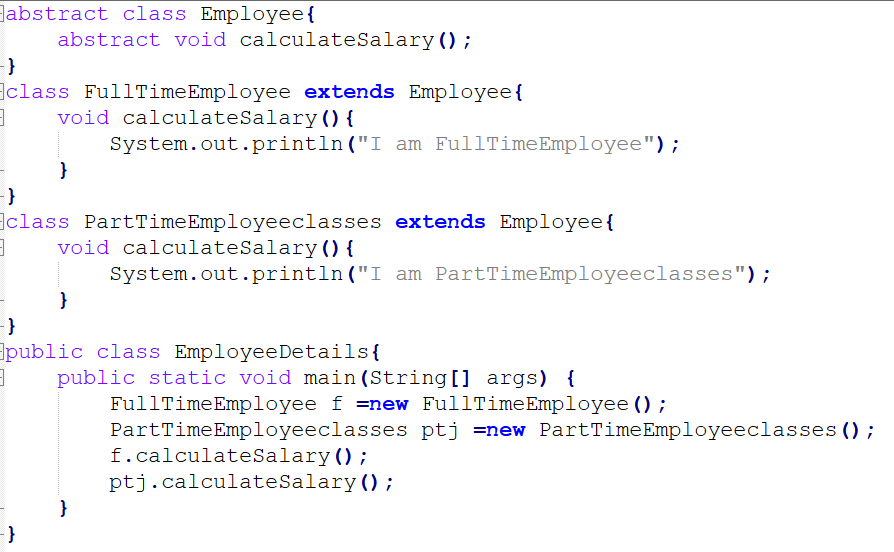 abstract class Employee{
    abstract void calculateSalary();
}
class FullTimeEmployee extends Employee{
    void calculateSalary(){
        System.out.println("I am FullTimeEmployee");
    }
}
class PartTimeEmployeeclasses extends Employee{
    void calculateSalary(){
        System.out.println("I am PartTimeEmployeeclasses");
    }
}
public class EmployeeDetails{
    public static void main(String[] args) {
        FullTimeEmployee f =new FullTimeEmployee();
        PartTimeEmployeeclasses ptj =new PartTimeEmployeeclasses();
        f.calculateSalary();
        ptj.calculateSalary();
    }
}